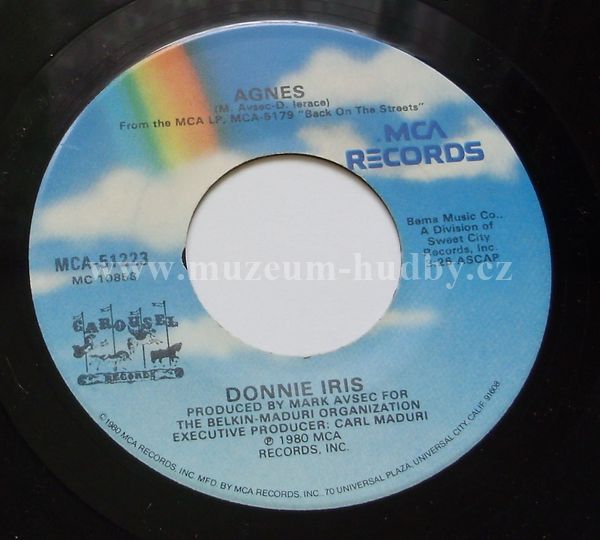 AGNES
(M. Avsec-D. Ierace)
From the MCA LP, MCA-5179 "Back On The Streets"
MCA
RECORDS
Bema Music Co.,
A Division of
Sweet City
Records, Inc.
ASCAP
MCA-51223
www.muzeum-hudby.cz
CAROUSEL
RECORDS
DONNIE IRIS
PRODUCED BY MARK AVSEC FOR
THE BELKIN-MADURI ORGANIZATION
EXECUTIVE PRODUCER: CARL MADURI
℗ 1980 MCA
RECORDS, INC.
©1980 MCA RECORDS, INC. MFD. BY MCA RECORDS, INC., 70 UNIVERSAL PLAZA, UNIVERSAL CITY, CALIF. 91608